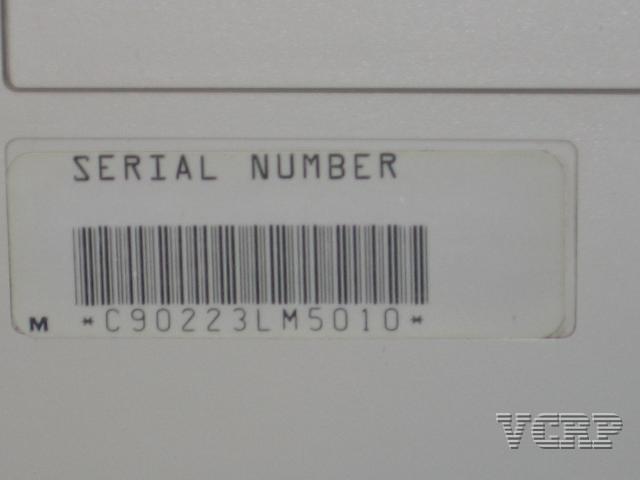 SERIAL NUMBER
M *C90223LM5010*
VCRP